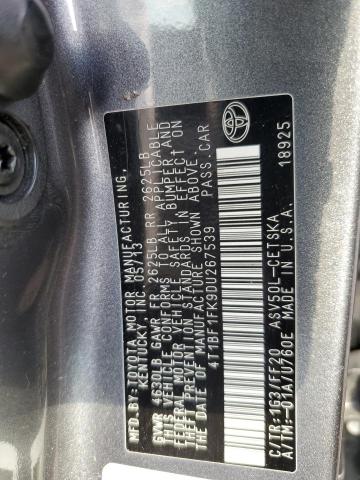 MFD. BY: TOYOTA MOTOR MANUFACTURING,
KENTUCKY, INC. 05/13
GVWR 4630LB GAWR FR 2625LB RR 2625LB
THIS VEHICLE CONFORMS TO ALL APPLICABLE
FEDERAL MOTOR VEHICLE SAFETY, BUMPER AND
THEFT PREVENTION STANDARDS IN EFFECT ON
THE DATE OF MANUFACTURE SHOWN ABOVE.
4T1BF1FK9DU267539 PASS. CAR
C/TR: 1G3/FF20 ASV50L-CETSKA
A/TM: -01A/U760E MADE IN U.S.A. 18925